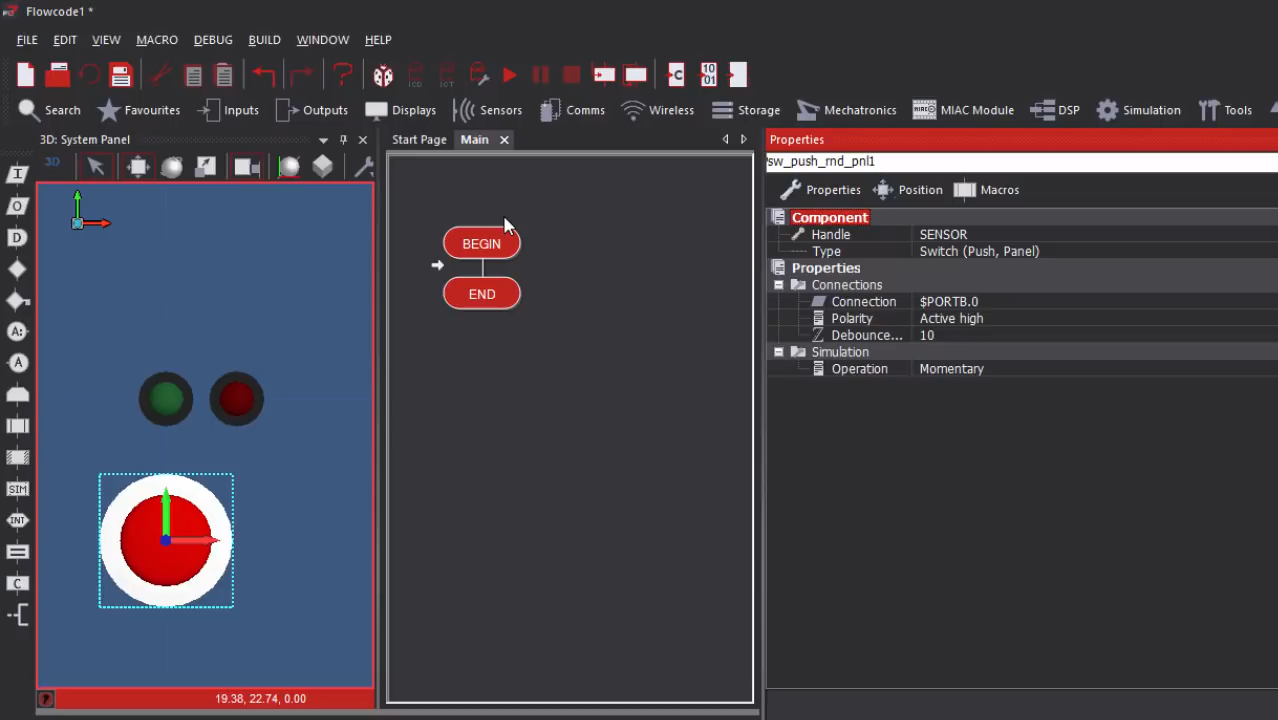 Flowcode1 *
FILE EDIT VIEW MACRO DEBUG BUILD WINDOW HELP
Search Favourites Inputs Outputs Displays Sensors Comms Wireless Storage Mechatronics MIAC Module DSP Simulation Tools
3D: System Panel
Start Page Main
Properties
3D
sw_push_rnd_pnl1
Properties Position Macros
Component
Handle SENSOR
Type Switch (Push, Panel)
Properties
Connections
Connection $PORTB.0
Polarity Active high
Debounce... 10
Simulation
Operation Momentary
BEGIN
END
I
O
D
A:
A
SIM
INT
C
19.38, 22.74, 0.00